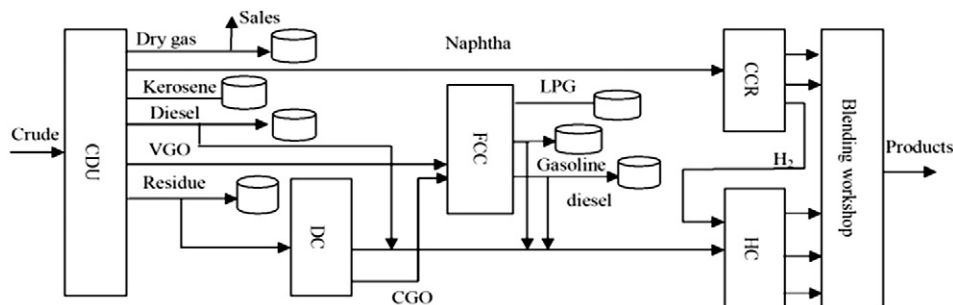 Sales
Dry gas
Naphtha
Kerosene
LPG
CCR
Diesel
Crude
CDU
FCC
Blending workshop
VGO
Gasoline
H2
Products
Residue
diesel
DC
HC
CGO